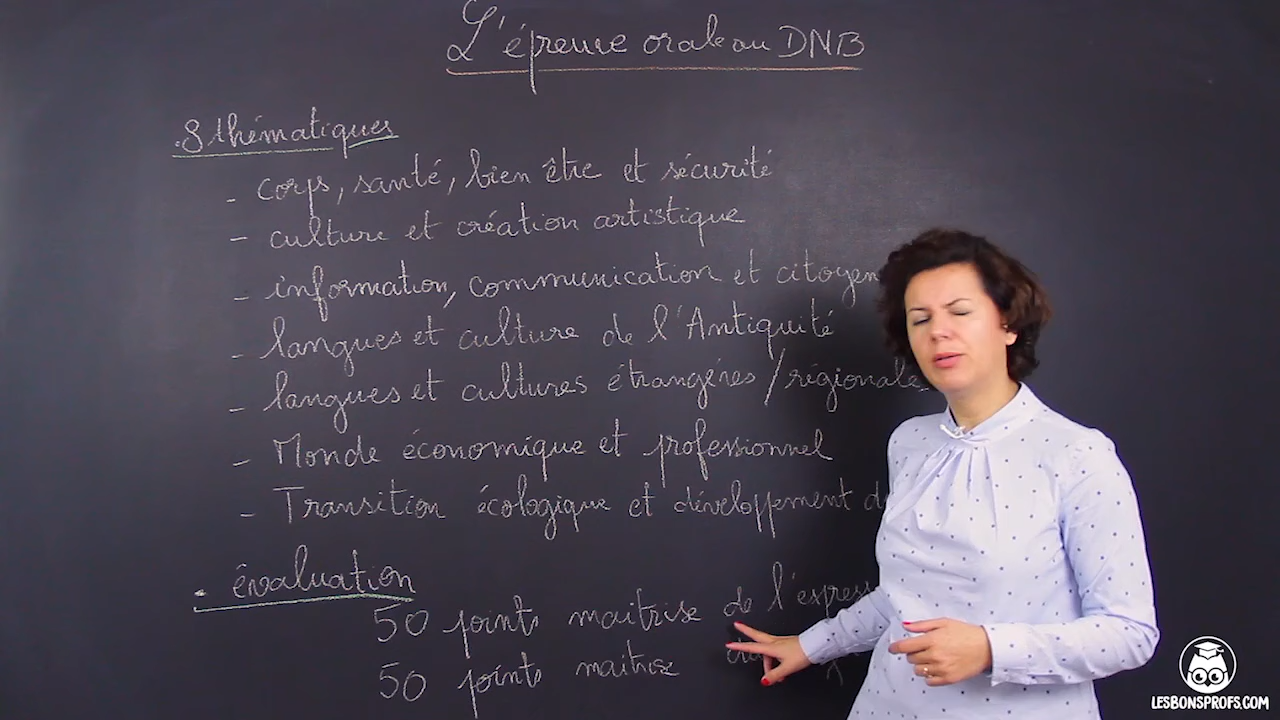 L'épreuve orale au DNB
. 8 thématiques
- corps, santé, bien être et sécurité
- culture et création artistique
- information, communication et citoyen
- langues et culture de l'Antiquité
- langues et cultures étrangéres/régionale
- Monde économique et professionnel
- Transition écologique et développement d
. évaluation
50 points maitrise de l'express
50 points maitrise
LESBONSPROFS.COM